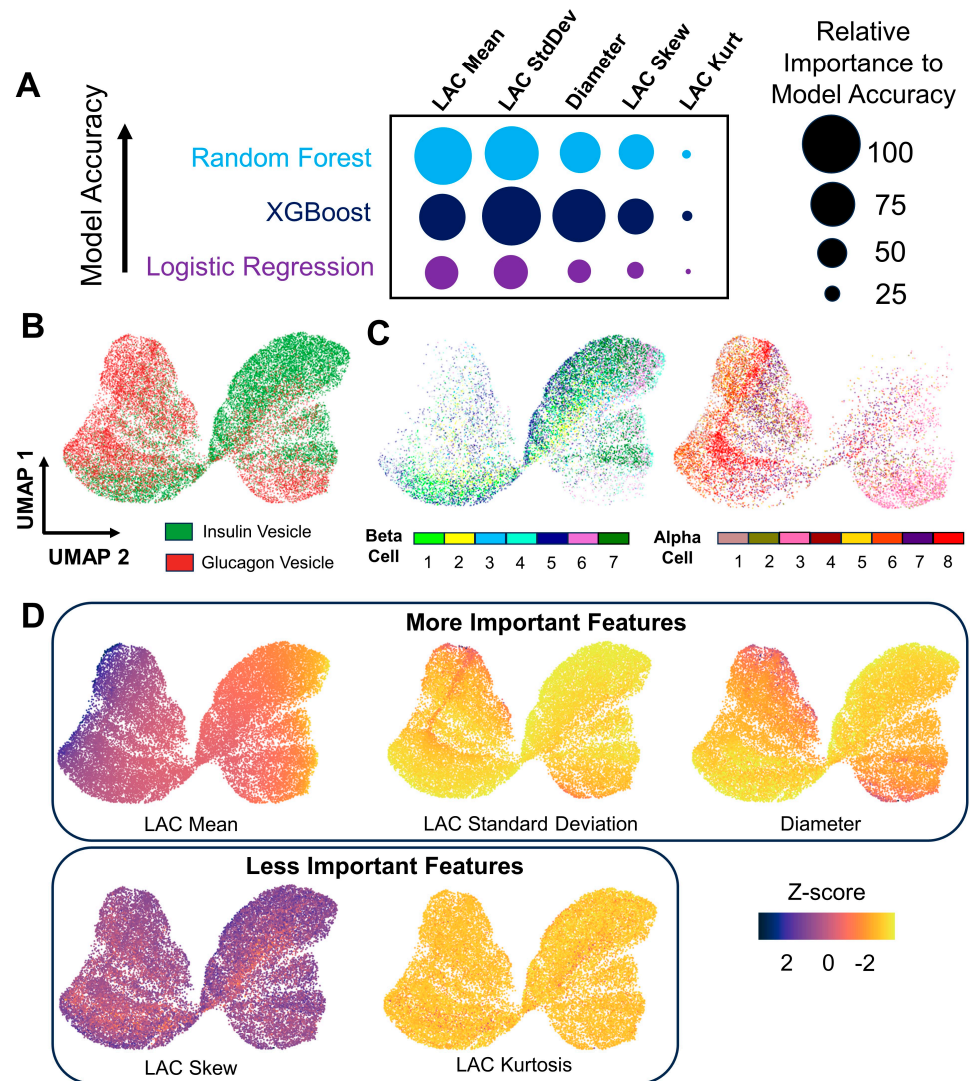 A
Model Accuracy
LAC Mean
LAC StdDev
Diameter
LAC Skew
LAC Kurt
Random Forest
XGBoost
Logistic Regression
Relative
Importance to
Model Accuracy
100
75
50
25
B
UMAP 1
UMAP 2
Insulin Vesicle
Glucagon Vesicle
C
Beta
Cell
1 2 3 4 5 6 7
Alpha
Cell
1 2 3 4 5 6 7 8
D
More Important Features
LAC Mean
LAC Standard Deviation
Diameter
Less Important Features
LAC Skew
LAC Kurtosis
Z-score
2 0 -2